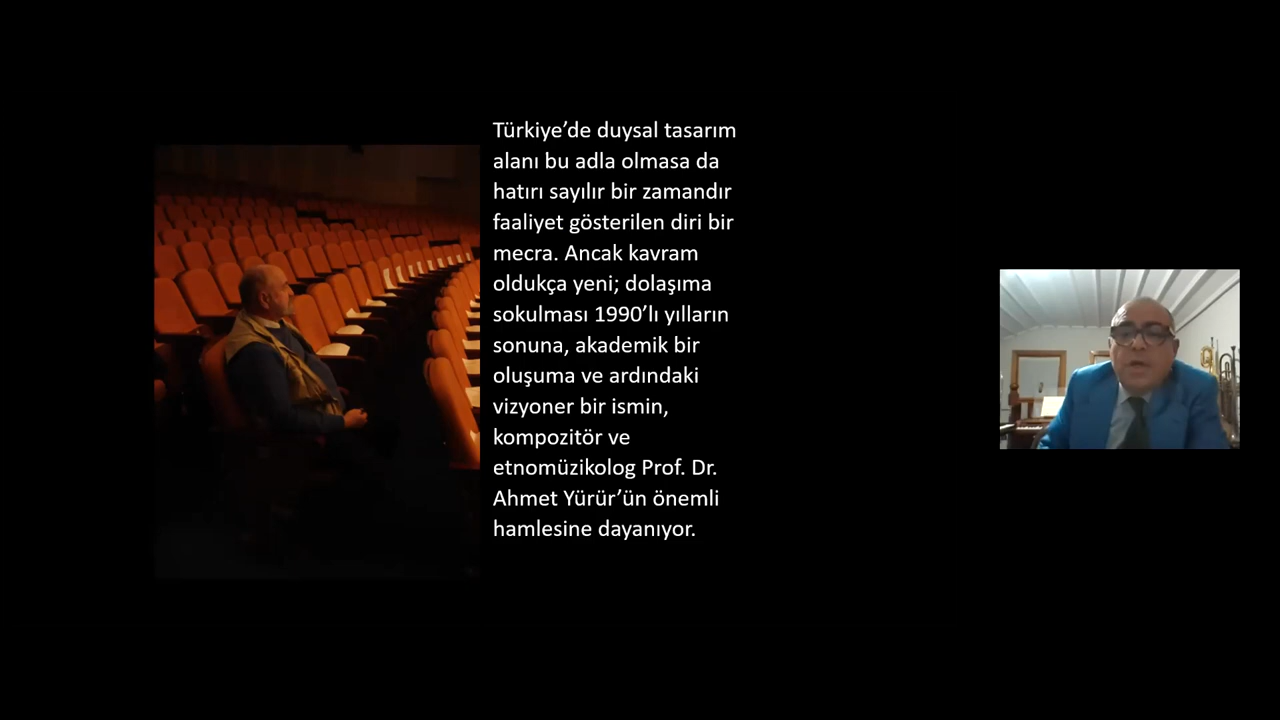 Türkiye’de duysal tasarım
alanı bu adla olmasa da
hatırı sayılır bir zamandır
faaliyet gösterilen diri bir
mecra. Ancak kavram
oldukça yeni; dolaşıma
sokulması 1990’lı yılların
sonuna, akademik bir
oluşuma ve ardındaki
vizyoner bir ismin,
kompozitör ve
etnomüzikolog Prof. Dr.
Ahmet Yürür’ün önemli
hamlesine dayanıyor.